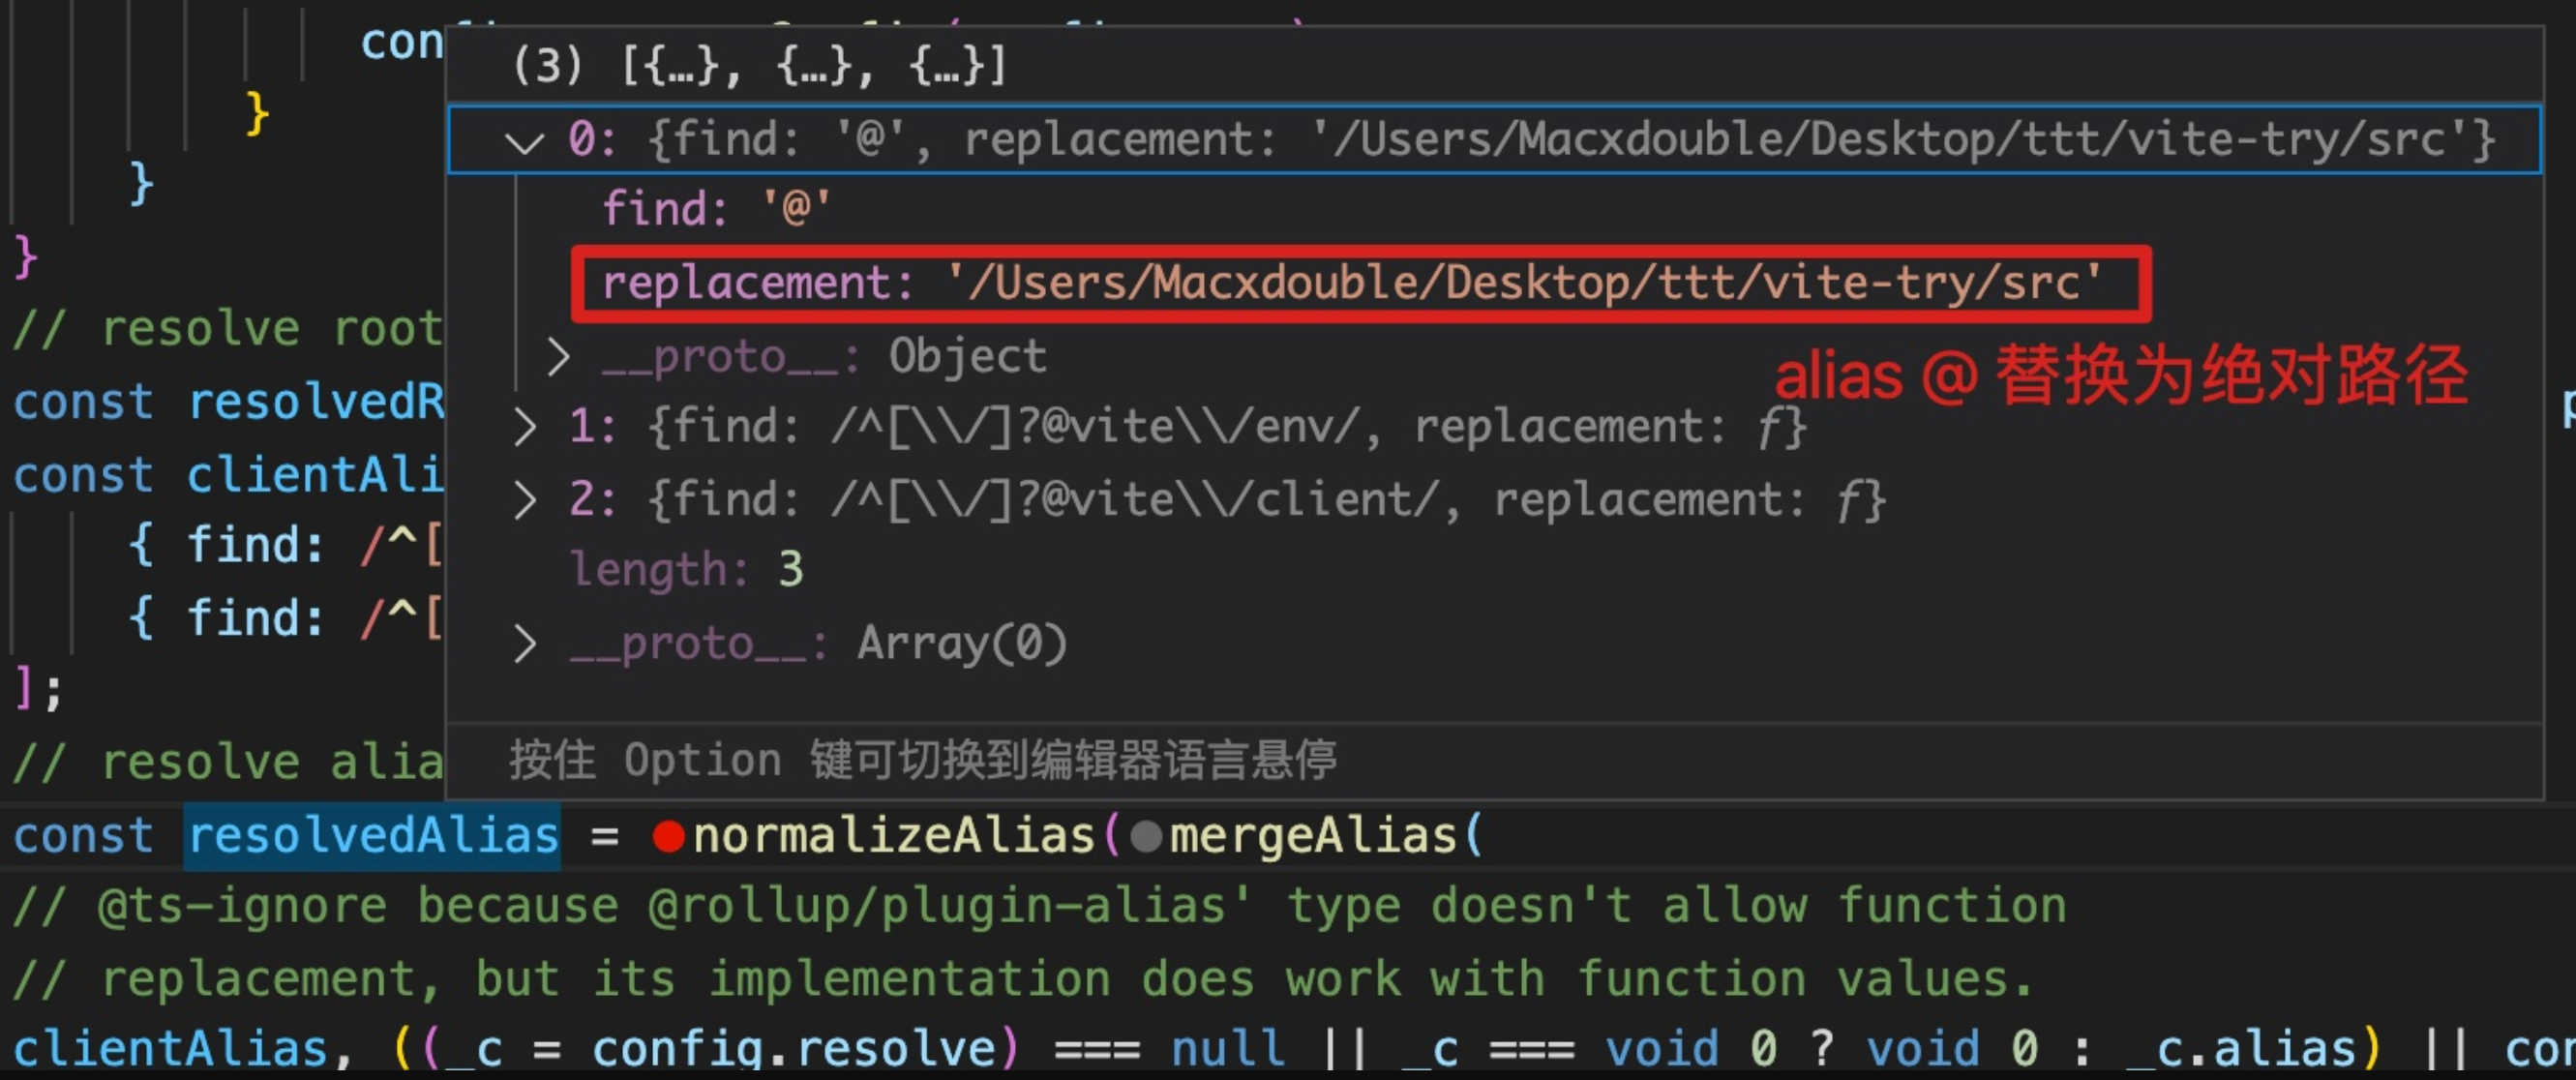 con
(3) [{…}, {…}, {…}]
0: {find: '@', replacement: '/Users/Macxdouble/Desktop/ttt/vite-try/src'}
}
find: '@'
}
replacement: '/Users/Macxdouble/Desktop/ttt/vite-try/src'
}
// resolve root
__proto__: Object
alias @ 替换为绝对路径
const resolvedR
1: {find: /^[\\/]?@vite\\/env/, replacement: f}
p
const clientAli
2: {find: /^[\\/]?@vite\\/client/, replacement: f}
{ find: /^[
length: 3
{ find: /^[
__proto__: Array(0)
];
// resolve alia
按住 Option 键可切换到编辑器语言悬停
const resolvedAlias = normalizeAlias(mergeAlias(
// @ts-ignore because @rollup/plugin-alias' type doesn't allow function
// replacement, but its implementation does work with function values.
clientAlias, ((_c = config.resolve) === null || _c === void 0 ? void 0 : _c.alias) || con